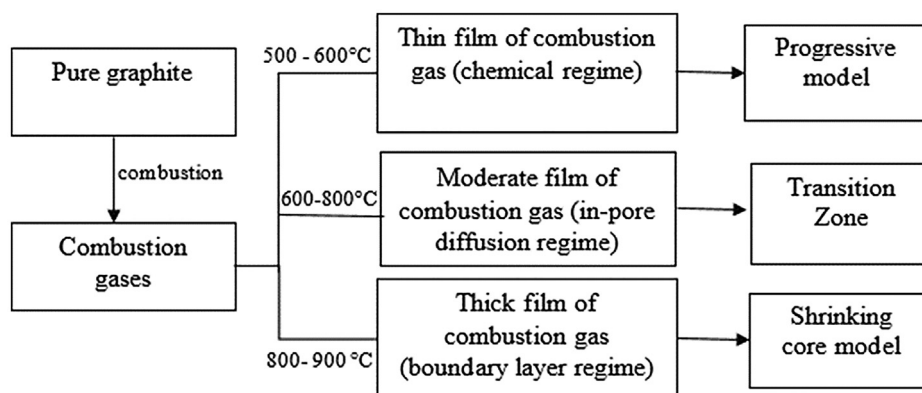 Pure graphite
combustion
Combustion
gases
500 - 600°C
Thin film of combustion
gas (chemical regime)
Progressive
model
600-800°C
Moderate film of
combustion gas (in-pore
diffusion regime)
Transition
Zone
800-900 °C
Thick film of
combustion gas
(boundary layer regime)
Shrinking
core model